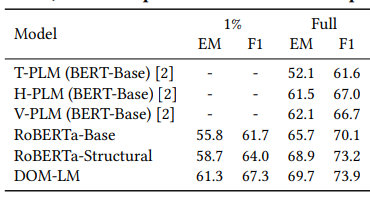 Model 1% Full
EM F1 EM F1
T-PLM (BERT-Base) [2] - - 52.1 61.6
H-PLM (BERT-Base) [2] - - 61.5 67.0
V-PLM (BERT-Base) [2] - - 62.1 66.7
RoBERTa-Base 55.8 61.7 65.7 70.1
RoBERTa-Structural 58.7 64.0 68.9 73.2
DOM-LM 61.3 67.3 69.7 73.9